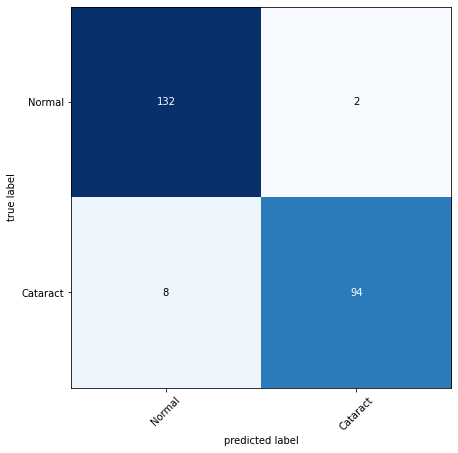 true label
Normal
132
2
Cataract
8
94
Normal
Cataract
predicted label